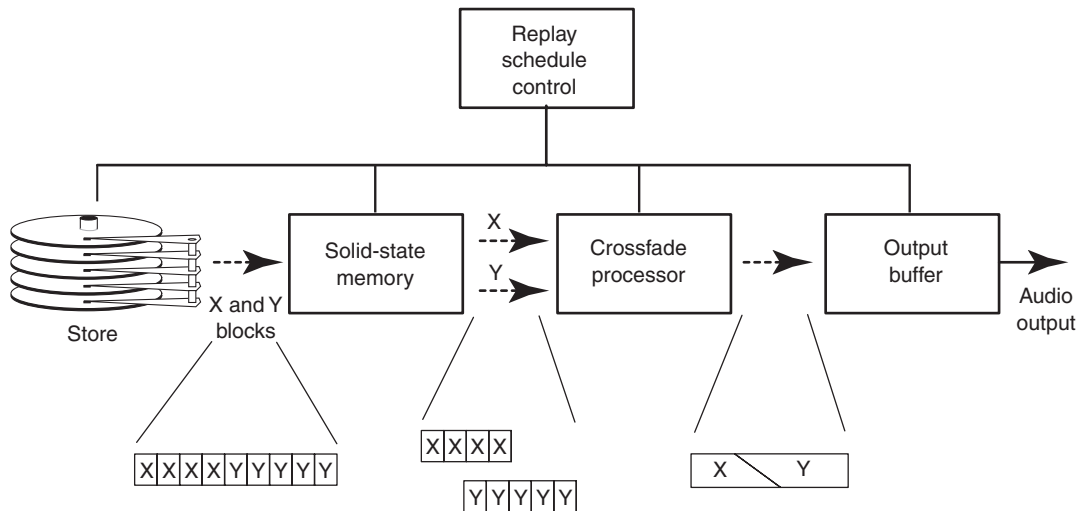 Replay
schedule
control
Store
X and Y
blocks
Solid-state
memory
X
Y
Crossfade
processor
Output
buffer
Audio
output
X X X X Y Y Y Y Y
X X X X
Y Y Y Y Y
X Y